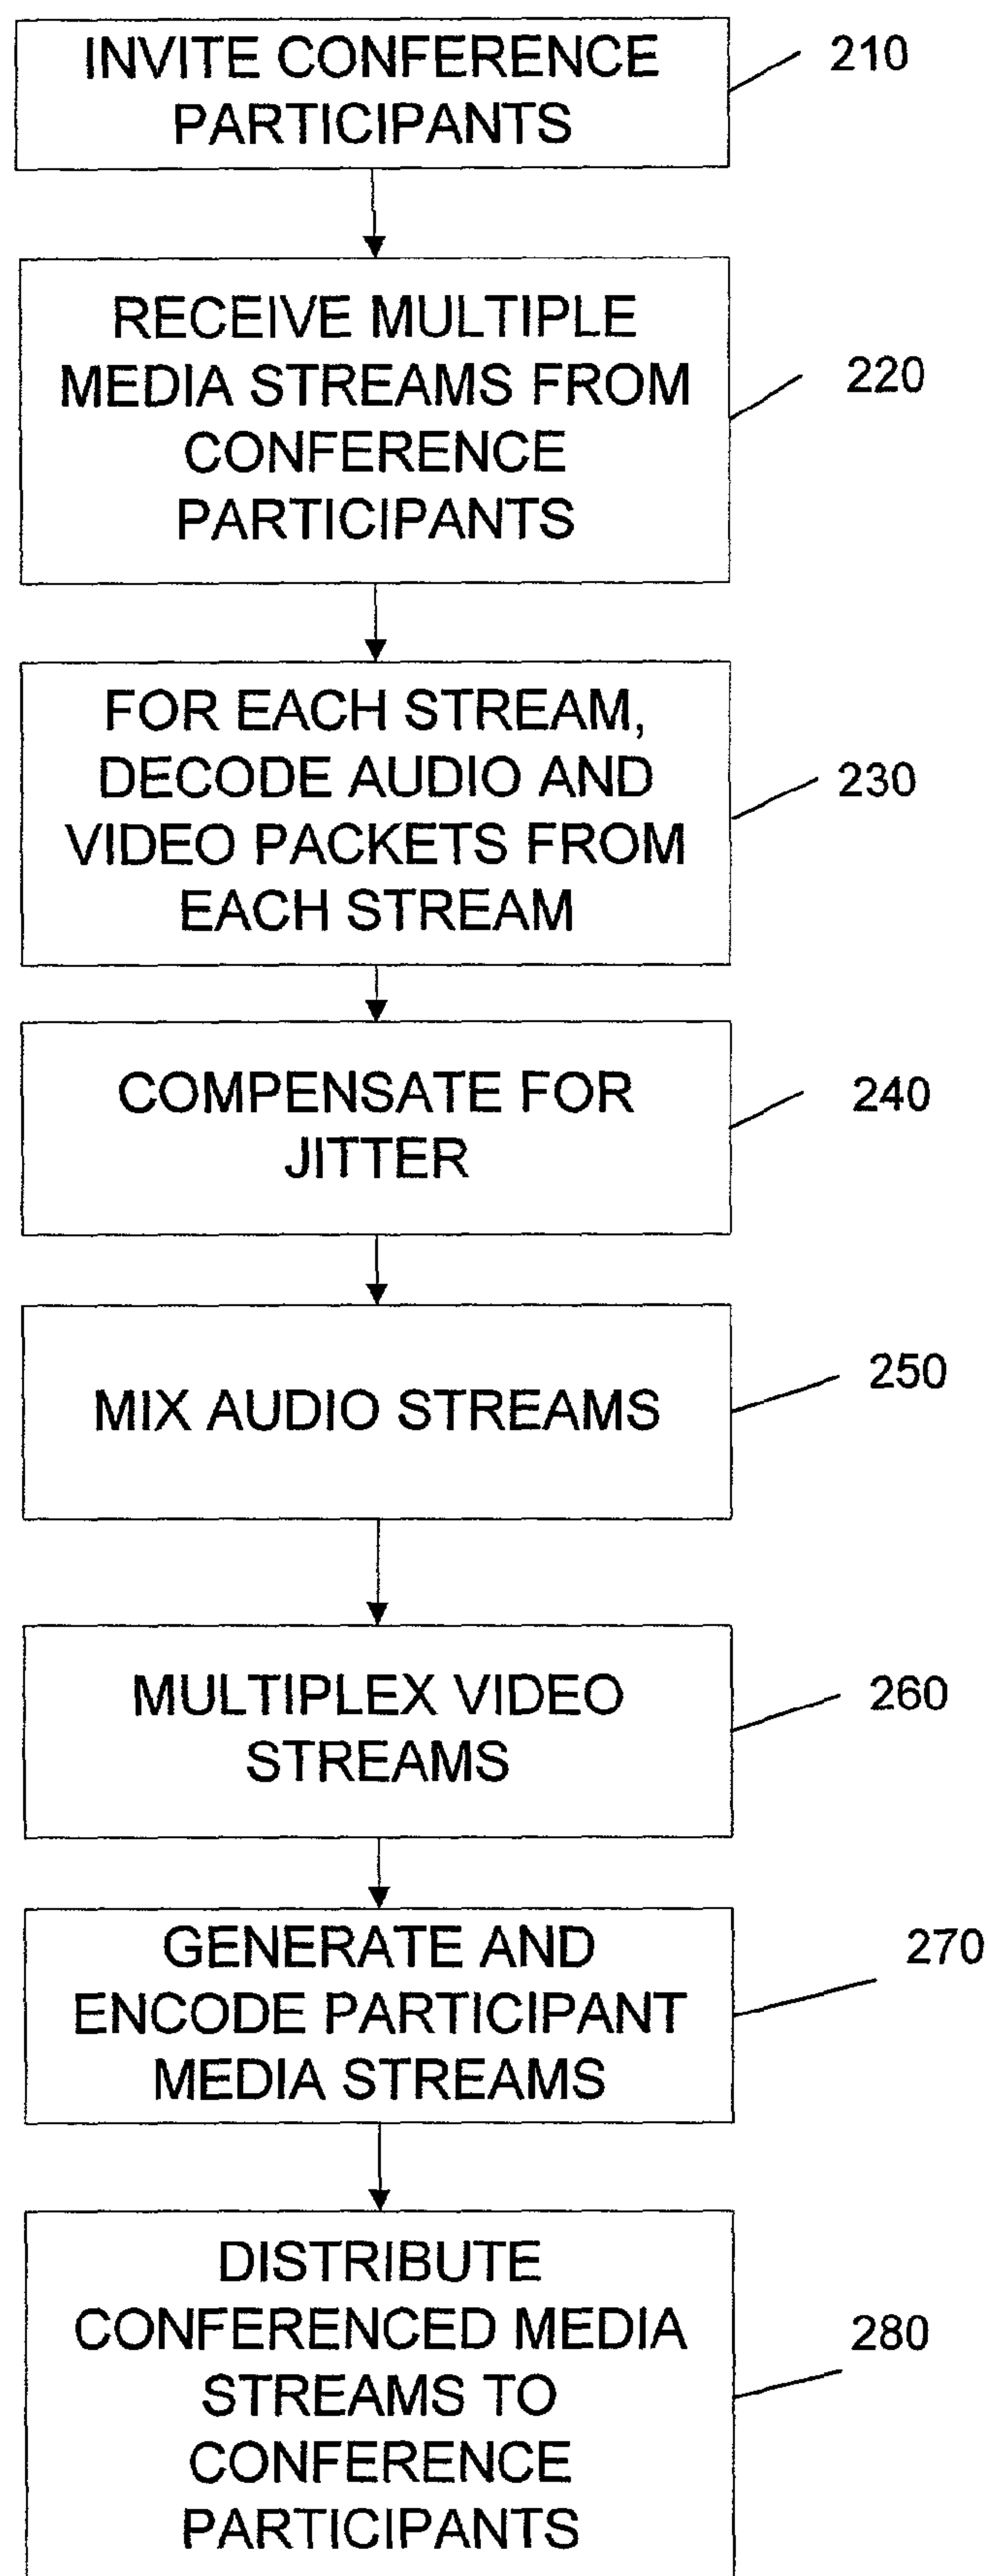 INVITE CONFERENCE
PARTICIPANTS
210
RECEIVE MULTIPLE
MEDIA STREAMS FROM
CONFERENCE
PARTICIPANTS
220
FOR EACH STREAM,
DECODE AUDIO AND
VIDEO PACKETS FROM
EACH STREAM
230
COMPENSATE FOR
JITTER
240
MIX AUDIO STREAMS
250
MULTIPLEX VIDEO
STREAMS
260
GENERATE AND
ENCODE PARTICIPANT
MEDIA STREAMS
270
DISTRIBUTE
CONFERENCED MEDIA
STREAMS TO
CONFERENCE
PARTICIPANTS
280